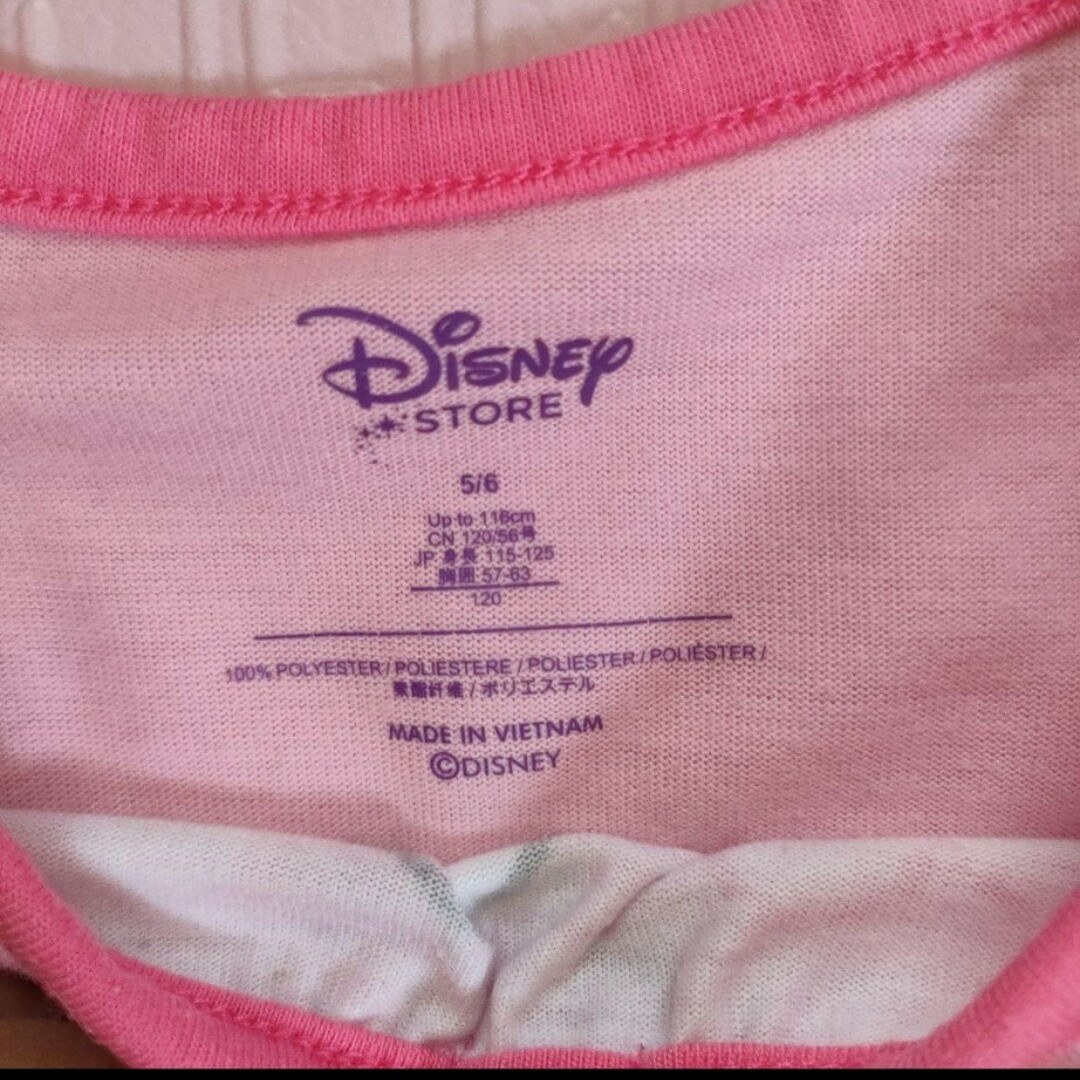 Disney
STORE
5/6
Up to 116cm
CN 120/56号
JP 身長 115-125
胸囲 57-63
120
100% POLYESTER / POLIESTERE / POLIESTER / POLIÉSTER /
聚酯纤维 / ポリエステル
MADE IN VIETNAM
©DISNEY